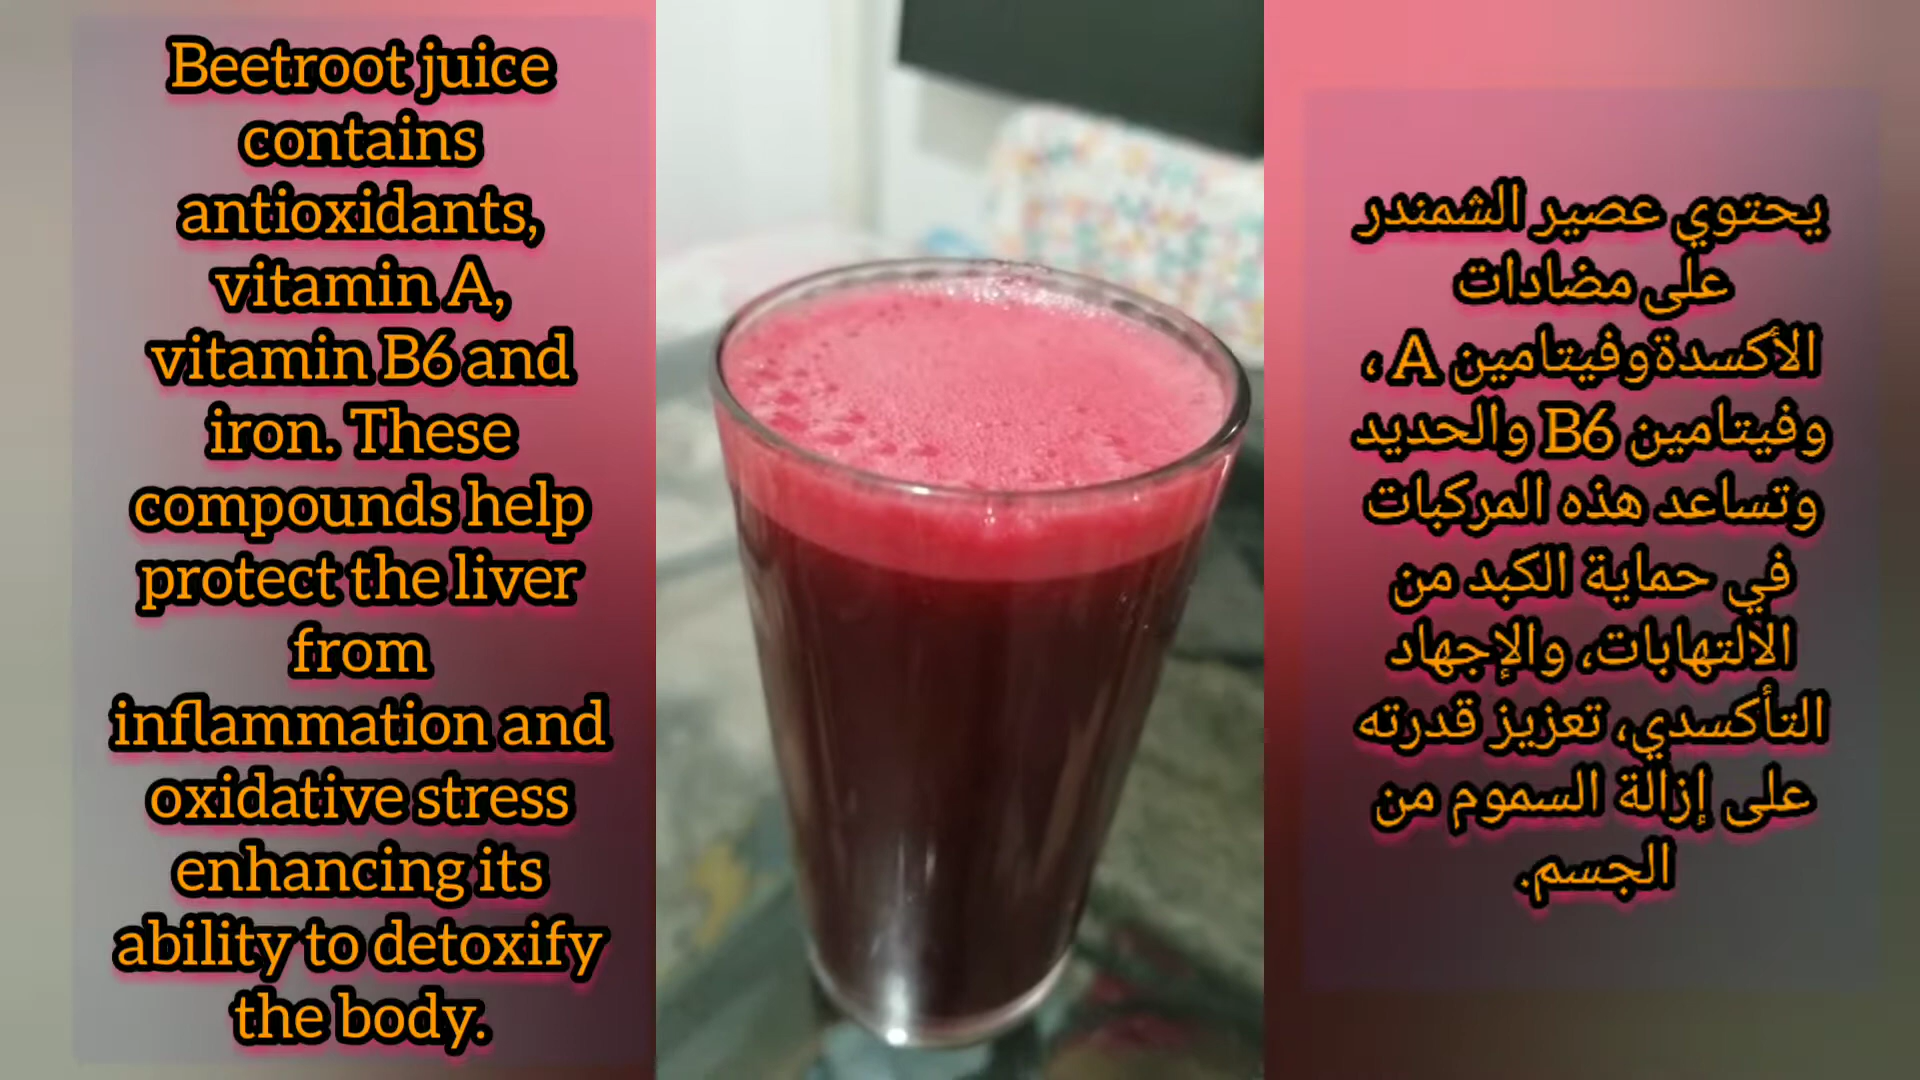 Beetroot juice
contains
antioxidants,
vitamin A,
vitamin B6 and
iron. These
compounds help
protect the liver
from
inflammation and
oxidative stress
enhancing its
ability to detoxify
the body.
يحتوي عصير الشمندر
على مضادات
الأكسدةوفيتامين A ،
وفيتامين B6 والحديد
وتساعد هذه المركبات
في حماية الكبد من
الالتهابات، والإجهاد
التأكسدي، تعزيز قدرته
على إزالة السموم من
الجسم.